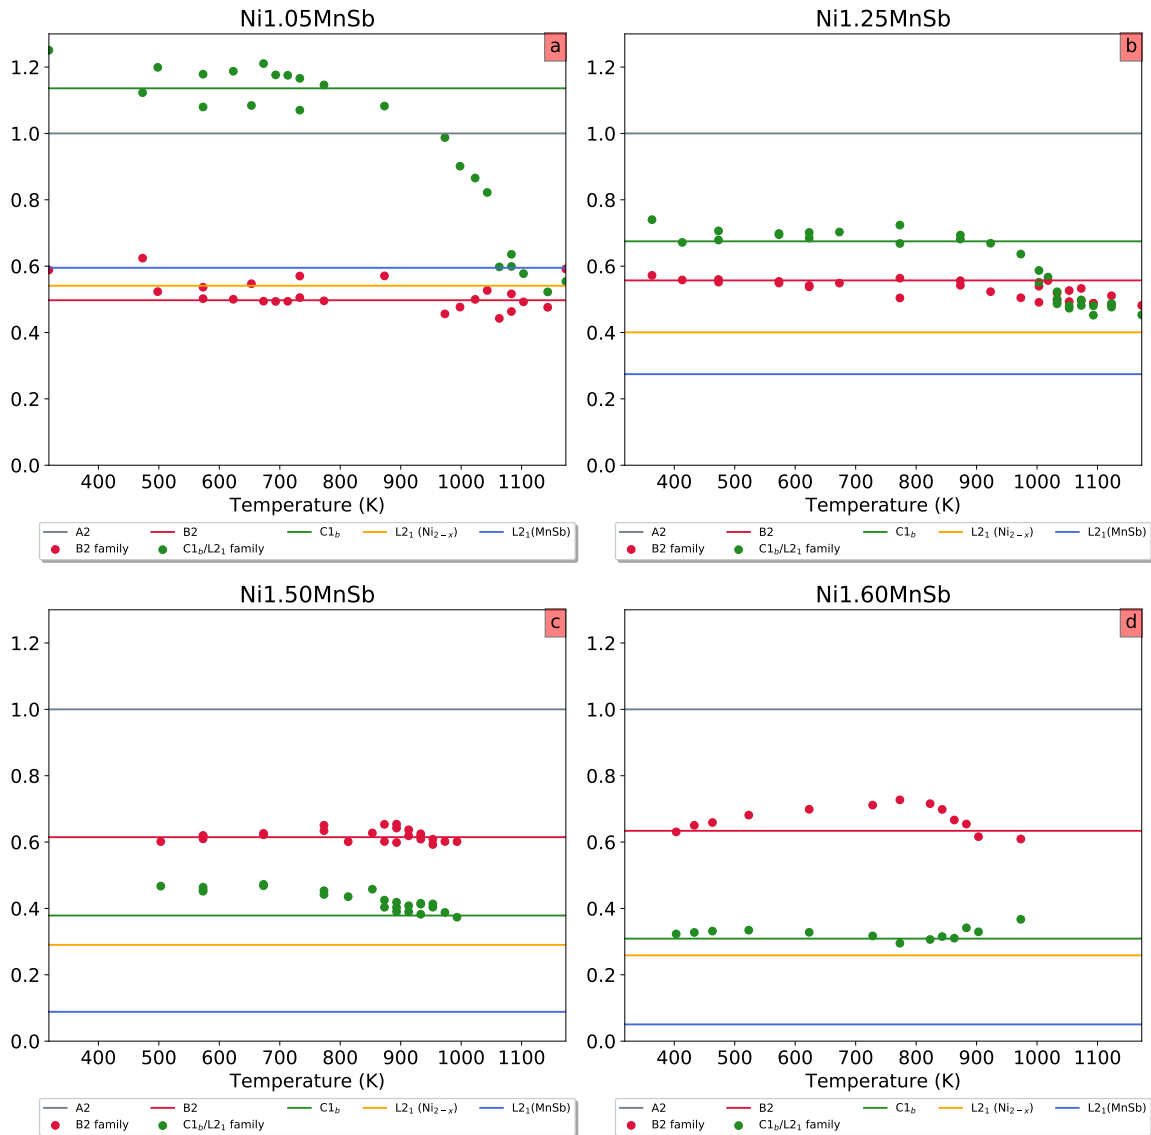 Ni1.05MnSb
a
1.2
1.0
0.8
0.6
0.4
0.2
0.0
400 500 600 700 800 900 1000 1100
Temperature (K)
A2 B2 C1b L21 (Ni2−x) L21(MnSb)
B2 family C1b/L21 family
Ni1.25MnSb
b
1.2
1.0
0.8
0.6
0.4
0.2
0.0
400 500 600 700 800 900 1000 1100
Temperature (K)
A2 B2 C1b L21 (Ni2−x) L21(MnSb)
B2 family C1b/L21 family
Ni1.50MnSb
c
1.2
1.0
0.8
0.6
0.4
0.2
0.0
400 500 600 700 800 900 1000 1100
Temperature (K)
A2 B2 C1b L21 (Ni2−x) L21(MnSb)
B2 family C1b/L21 family
Ni1.60MnSb
d
1.2
1.0
0.8
0.6
0.4
0.2
0.0
400 500 600 700 800 900 1000 1100
Temperature (K)
A2 B2 C1b L21 (Ni2−x) L21(MnSb)
B2 family C1b/L21 family